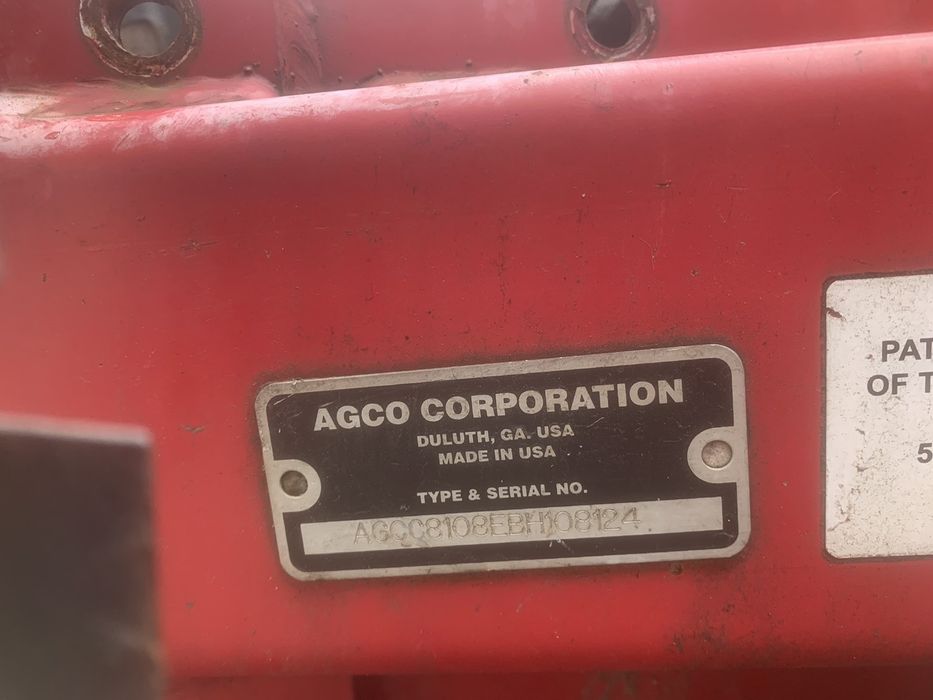 AGCO CORPORATION
DULUTH, GA. USA
MADE IN USA
TYPE & SERIAL NO.
AGCC8108EBH108124
PAT
OF T
5